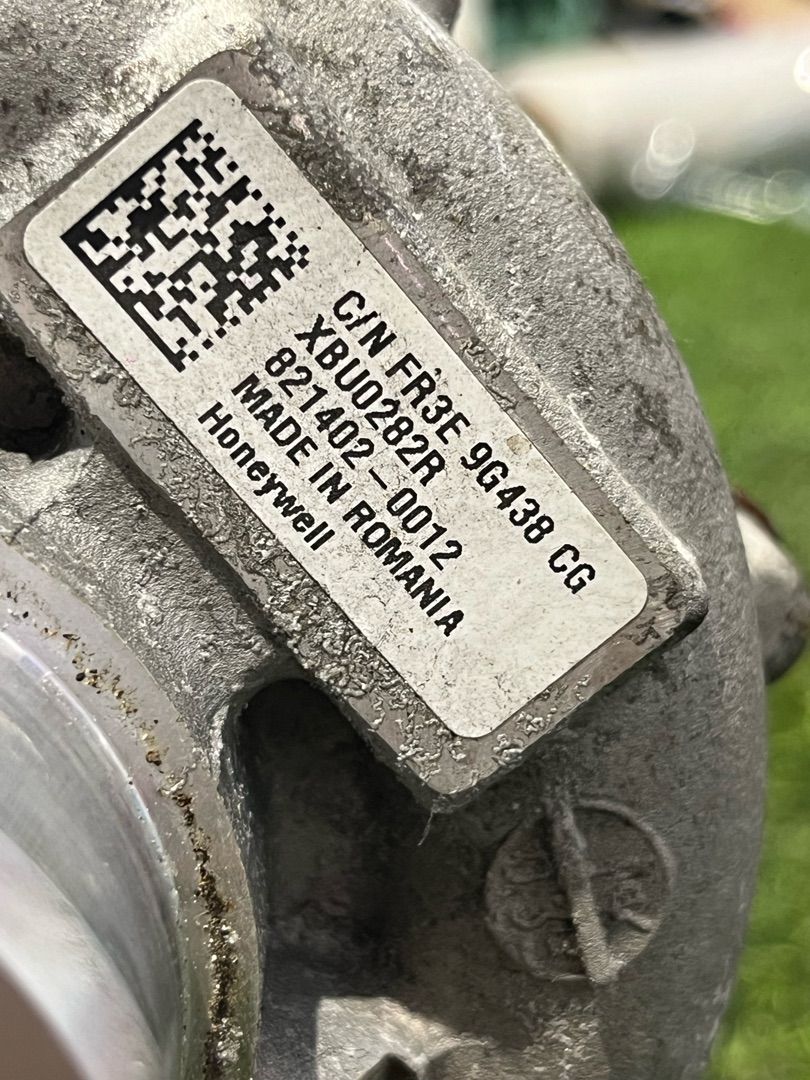 C/N FR3E 9G438 CG
XBU0282R
821402-0012
MADE IN ROMANIA
Honeywell